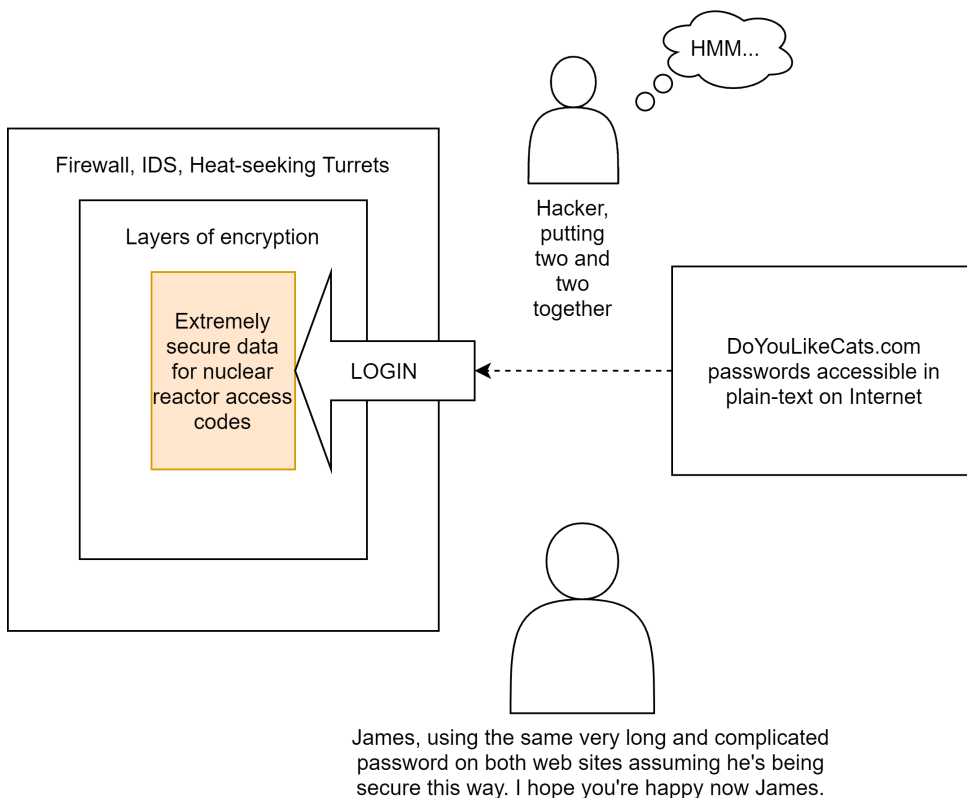 HMM...
Firewall, IDS, Heat-seeking Turrets
Layers of encryption
Hacker,
putting
two and
two
together
Extremely
secure data
for nuclear
reactor access
codes
LOGIN
DoYouLikeCats.com
passwords accessible in
plain-text on Internet
James, using the same very long and complicated
password on both web sites assuming he's being
secure this way. I hope you're happy now James.